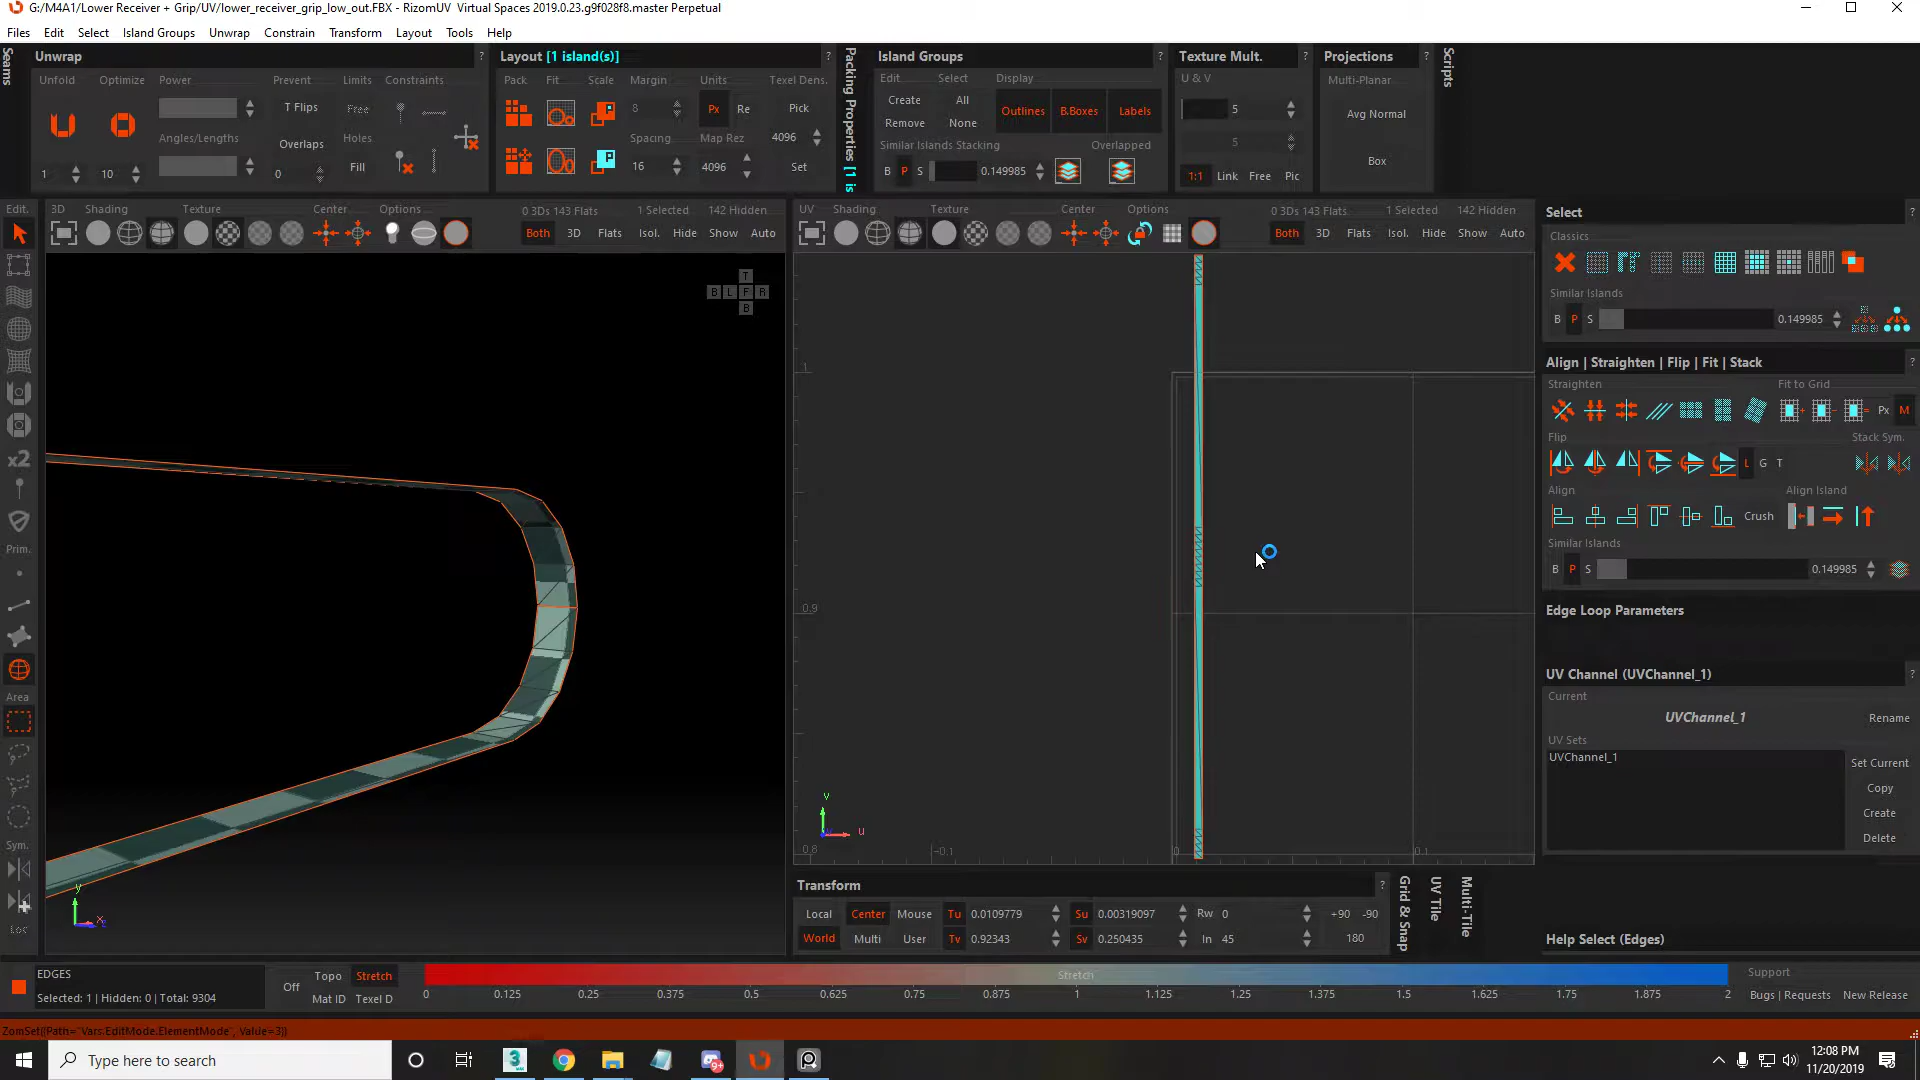 G:/M4A1/Lower Receiver + Grip/UV/lower_receiver_grip_low_out.FBX - RizomUV Virtual Spaces 2019.0.23.g9f028f8.master Perpetual
Files Edit Select Island Groups Unwrap Constrain Transform Layout Tools Help
Seams
Unwrap ?
Unfold Optimize Power Prevent Limits Constraints
T Flips Free
Angles/Lengths Holes
Overlaps
Fill
1 10 0
Layout [1 island(s)] ?
Pack Fit Scale Margin Units Texel Dens.
8 Px Re Pick
Spacing Map Rez 4096
16 4096 Set
Packing Properties [1 is
Island Groups ?
Edit Select Display
Create All Outlines B.Boxes Labels
Remove None
Similar Islands Stacking Overlapped
B P S 0.149985
Texture Mult. ?
U & V
5
5
1:1 Link Free Pic
Projections ?
Multi-Planar
Avg Normal
Box
Scripts
Edit.
3D Shading Texture Center Options 0 3Ds 143 Flats 1 Selected 142 Hidden
Both 3D Flats Isol. Hide Show Auto
UV Shading Texture Center Options 0 3Ds 143 Flats 1 Selected 142 Hidden
Both 3D Flats Isol. Hide Show Auto
x2
Prim.
Area
Sym.
Loc
T
B L F R
B
y
x
1
0.9
0.8
-0.1 0 0.1
v
u
Select ?
Classics
Similar Islands
B P S 0.149985
Align | Straighten | Flip | Fit | Stack ?
Straighten Fit to Grid
Px M
Flip Stack Sym.
L G T
Align Align Island
Crush
Similar Islands
B P S 0.149985
Edge Loop Parameters
UV Channel (UVChannel_1) ?
Current
UVChannel_1 Rename
UV Sets
UVChannel_1
Set Current
Copy
Create
Delete
Help Select (Edges)
Transform ?
Local Center Mouse Tu 0.0109779 Su 0.00319097 Rw 0 +90 -90
World Multi User Tv 0.92343 Sv 0.250435 In 45 180
Grid & Snap
UV Tile
Multi-Tile
EDGES
Selected: 1 | Hidden: 0 | Total: 9304
Off Topo Stretch
Mat ID Texel D
Stretch
0 0.125 0.25 0.375 0.5 0.625 0.75 0.875 1 1.125 1.25 1.375 1.5 1.625 1.75 1.875 2
Support
Bugs | Requests New Release
ZomSet({Path="Vars.EditMode.ElementMode", Value=3})
Type here to search
3
9+
12:08 PM
11/20/2019